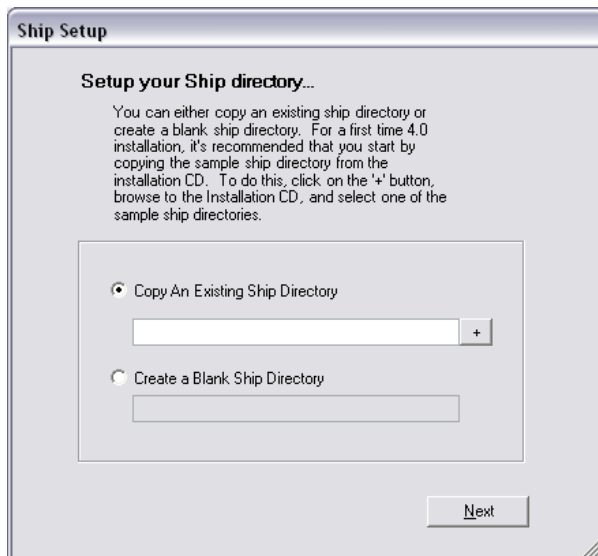 Ship Setup
Setup your Ship directory...
You can either copy an existing ship directory or
create a blank ship directory. For a first time 4.0
installation, it's recommended that you start by
copying the sample ship directory from the
installation CD. To do this, click on the '+' button,
browse to the Installation CD, and select one of the
sample ship directories.
Copy An Existing Ship Directory
+
Create a Blank Ship Directory
Next